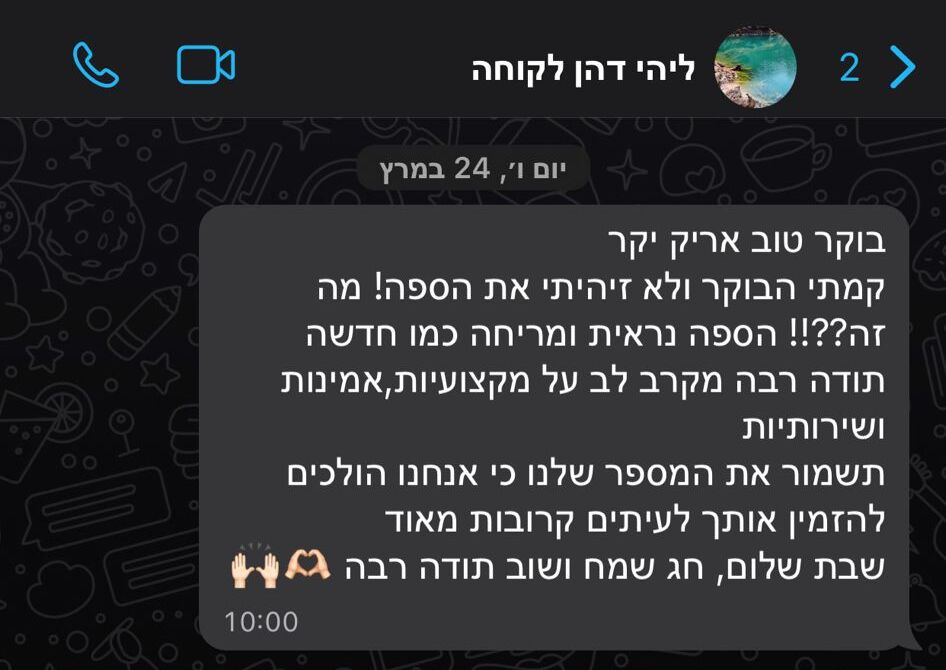 ליהי דהן לקוחה
2
יום ו׳, 24 במרץ
בוקר טוב אריק יקר
קמתי הבוקר ולא זיהיתי את הספה! מה
זה??!! הספה נראית ומריחה כמו חדשה
תודה רבה מקרב לב על מקצועיות,אמינות
ושירותיות
תשמור את המספר שלנו כי אנחנו הולכים
להזמין אותך לעיתים קרובות מאוד
שבת שלום, חג שמח ושוב תודה רבה 🫶🏻🙌🏻
10:00